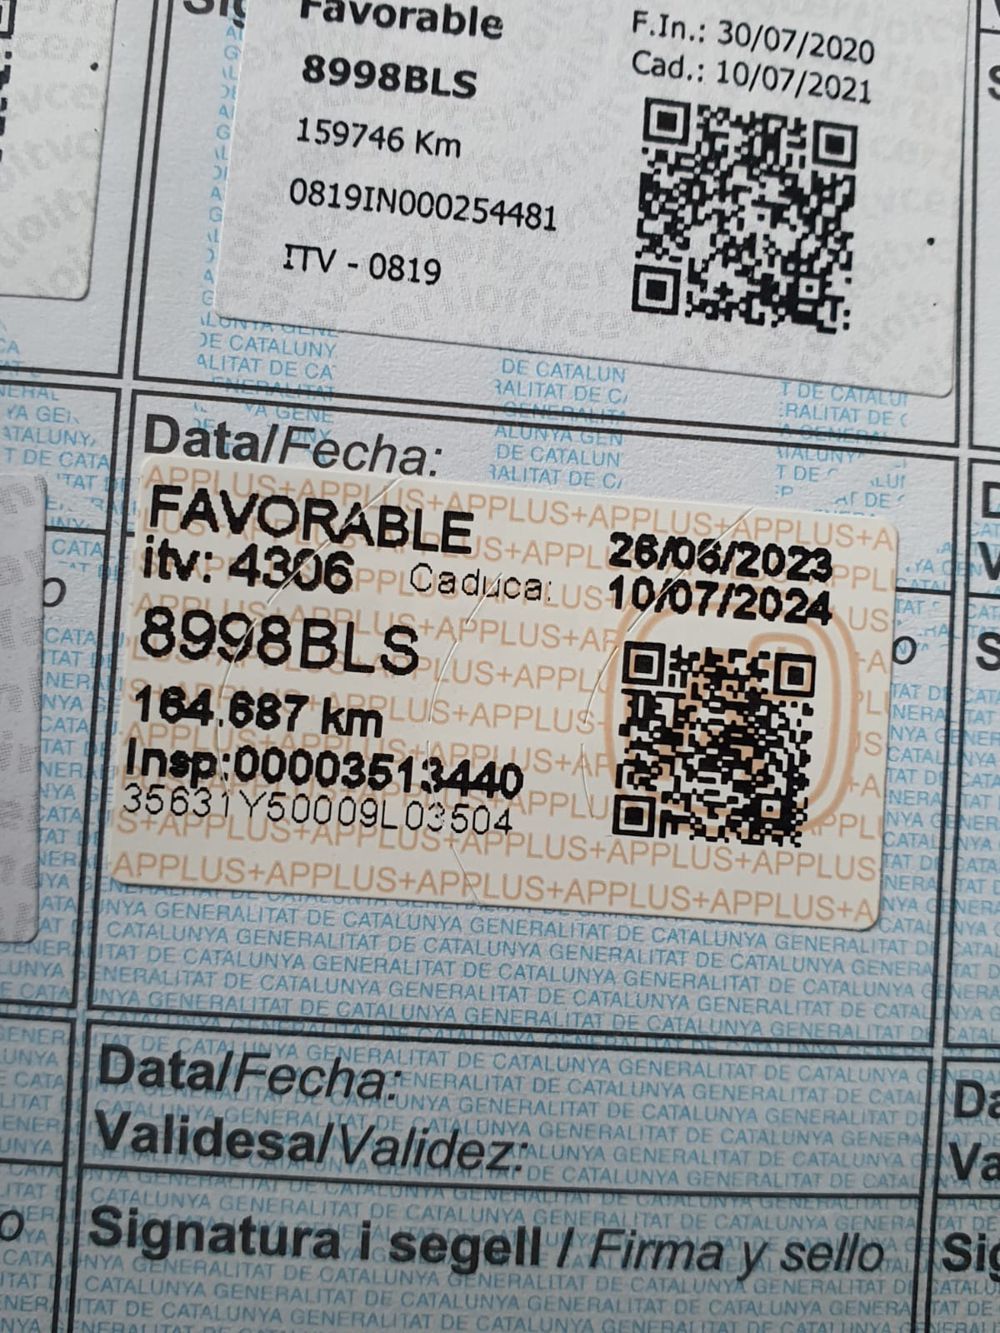 Favorable
8998BLS
159746 Km
0819IN000254481
ITV - 0819
F.In.: 30/07/2020
Cad.: 10/07/2021
Data/Fecha:
FAVORABLE
26/06/2023
itv: 4306 Caduca: 10/07/2024
8998BLS
164.687 km
Insp:00003513440
35631Y50009L03504
APPLUS+APPLUS+APPLUS+APPLUS+APPLUS+APPLUS+A
GENERALITAT DE CATALUNYA GENERALITAT DE CATALUNYA
Data/Fecha:
Validesa/Validez:
Signatura i segell / Firma y sello